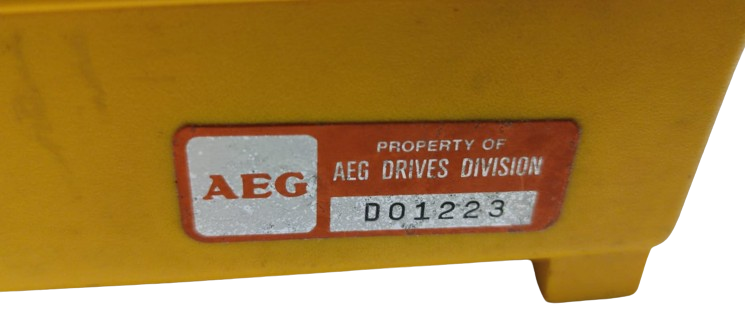 AEG
PROPERTY OF
AEG DRIVES DIVISION
D01223